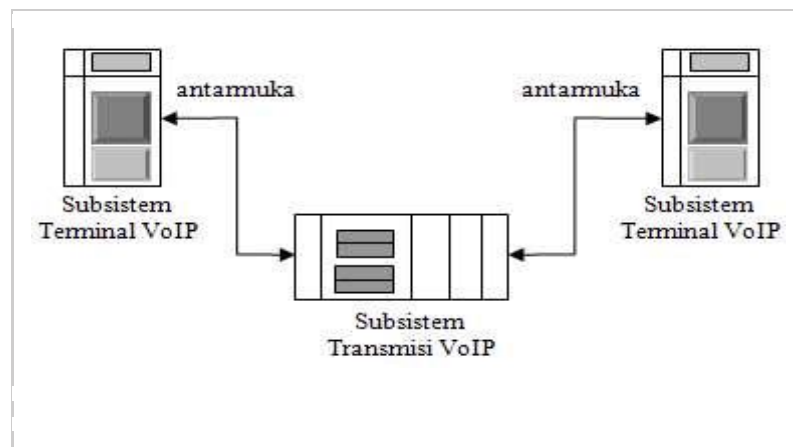 antarmuka
antarmuka
Subsistem
Terminal VoIP
Subsistem
Terminal VoIP
Subsistem
Transmisi VoIP